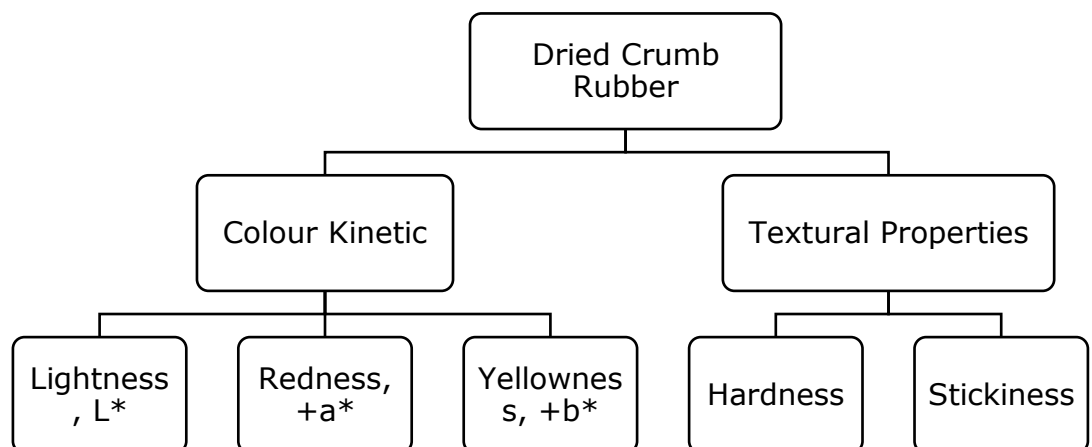 Dried Crumb
Rubber
Colour Kinetic
Textural Properties
Lightness
, L*
Redness,
+a*
Yellownes
s, +b*
Hardness
Stickiness